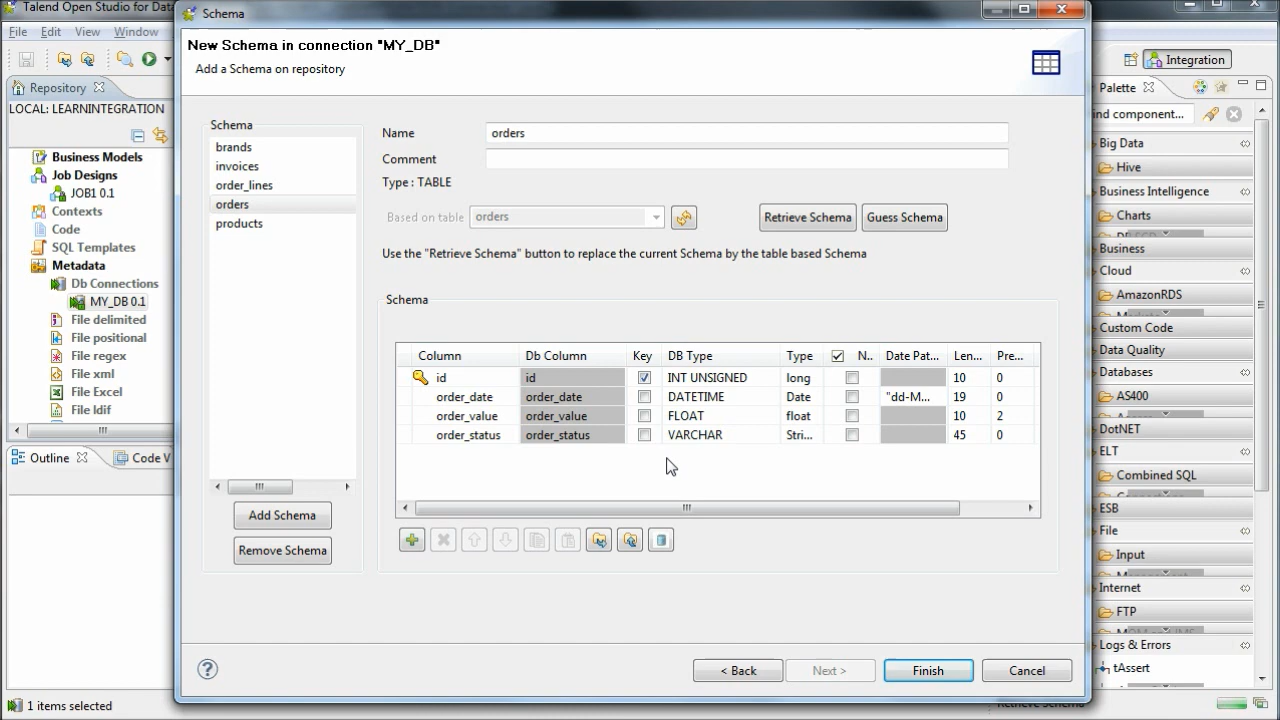 Talend Open Studio for Data
File Edit View Window
Repository
LOCAL: LEARNINTEGRATION
Business Models
Job Designs
JOB1 0.1
Contexts
Code
SQL Templates
Metadata
Db Connections
MY_DB 0.1
File delimited
File positional
File regex
File xml
File Excel
File ldif
Outline
Code V
1 items selected
Schema
New Schema in connection "MY_DB"
Add a Schema on repository
Schema
brands
invoices
order_lines
orders
products
Add Schema
Remove Schema
Name orders
Comment
Type : TABLE
Based on table orders Retrieve Schema Guess Schema
Use the "Retrieve Schema" button to replace the current Schema by the table based Schema
Schema
Column Db Column Key DB Type Type N.. Date Pat... Len... Pre...
id id INT UNSIGNED long 10 0
order_date order_date DATETIME Date "dd-M... 19 0
order_value order_value FLOAT float 10 2
order_status order_status VARCHAR Stri... 45 0
< Back Next > Finish Cancel
Integration
Palette
ind component...
Big Data
Hive
Business Intelligence
Charts
Business
Cloud
AmazonRDS
Custom Code
Data Quality
Databases
AS400
DotNET
ELT
Combined SQL
ESB
File
Input
Internet
FTP
Logs & Errors
tAssert
Retrieve Schema